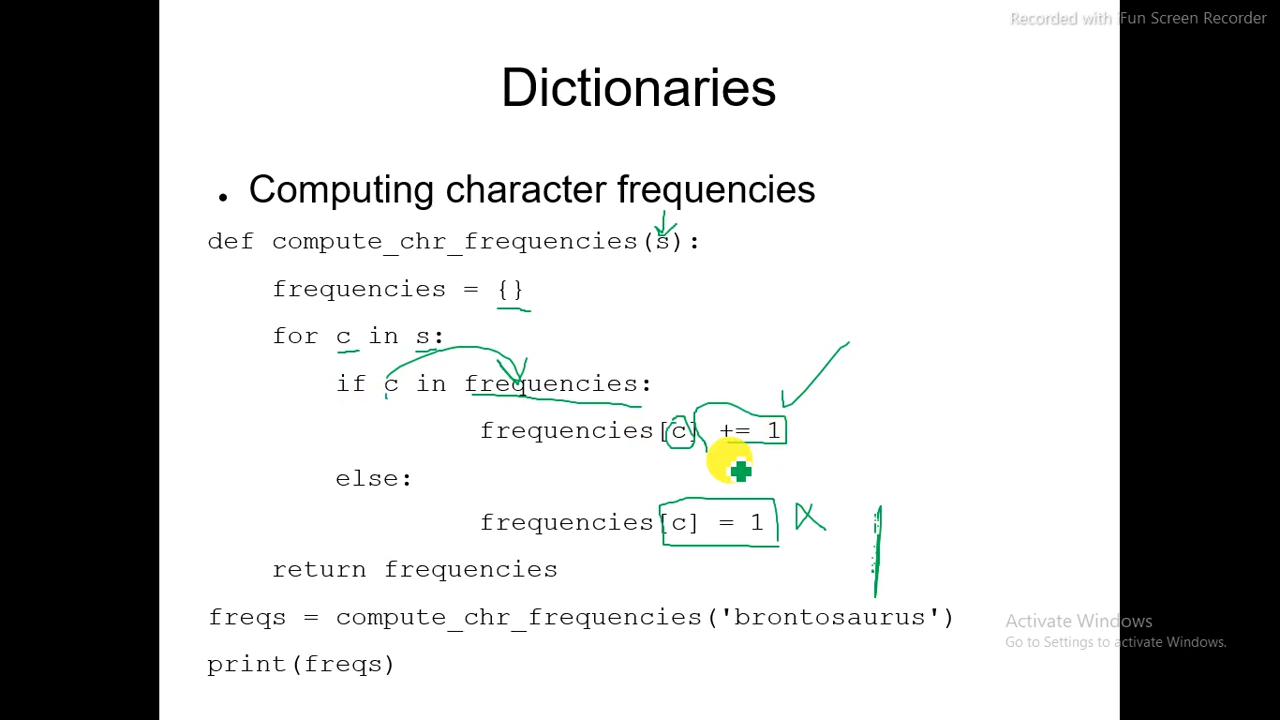 Recorded with iFun Screen Recorder
Dictionaries
• Computing character frequencies
def compute_chr_frequencies(s):
    frequencies = {}
    for c in s:
        if c in frequencies:
            frequencies[c] += 1
        else:
            frequencies[c] = 1
    return frequencies
freqs = compute_chr_frequencies('brontosaurus')
print(freqs)
Activate Windows
Go to Settings to activate Windows.